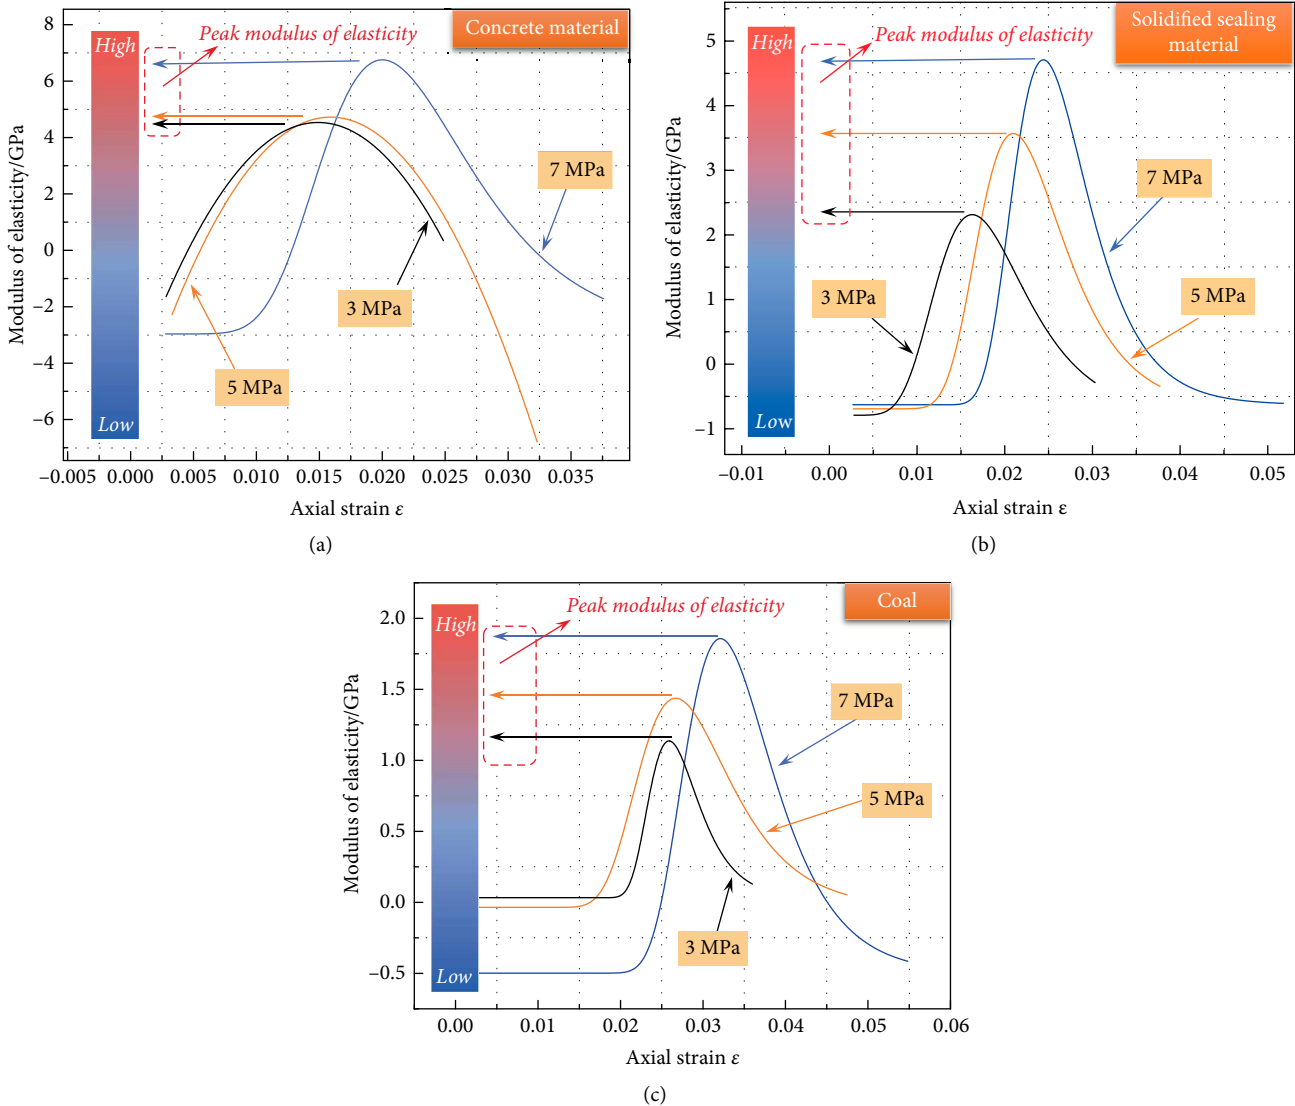 8
6
4
2
0
−2
−4
−6
Modulus of elasticity/GPa
High
Low
Peak modulus of elasticity
Concrete material
7 MPa
3 MPa
5 MPa
−0.005 0.000 0.005 0.010 0.015 0.020 0.025 0.030 0.035
Axial strain ε
(a)
5
4
3
2
1
0
−1
Modulus of elasticity/GPa
High
Low
Peak modulus of elasticity
Solidified sealing
material
7 MPa
3 MPa
5 MPa
−0.01 0.00 0.01 0.02 0.03 0.04 0.05
Axial strain ε
(b)
2.0
1.5
1.0
0.5
0.0
−0.5
Modulus of elasticity/GPa
High
Low
Peak modulus of elasticity
Coal
7 MPa
5 MPa
3 MPa
0.00 0.01 0.02 0.03 0.04 0.05 0.06
Axial strain ε
(c)